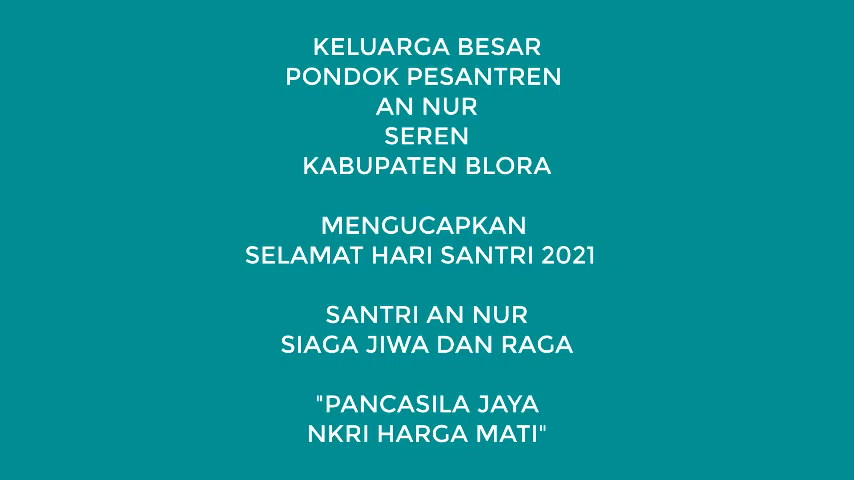 KELUARGA BESAR
PONDOK PESANTREN
AN NUR
SEREN
KABUPATEN BLORA
MENGUCAPKAN
SELAMAT HARI SANTRI 2021
SANTRI AN NUR
SIAGA JIWA DAN RAGA
"PANCASILA JAYA
NKRI HARGA MATI"